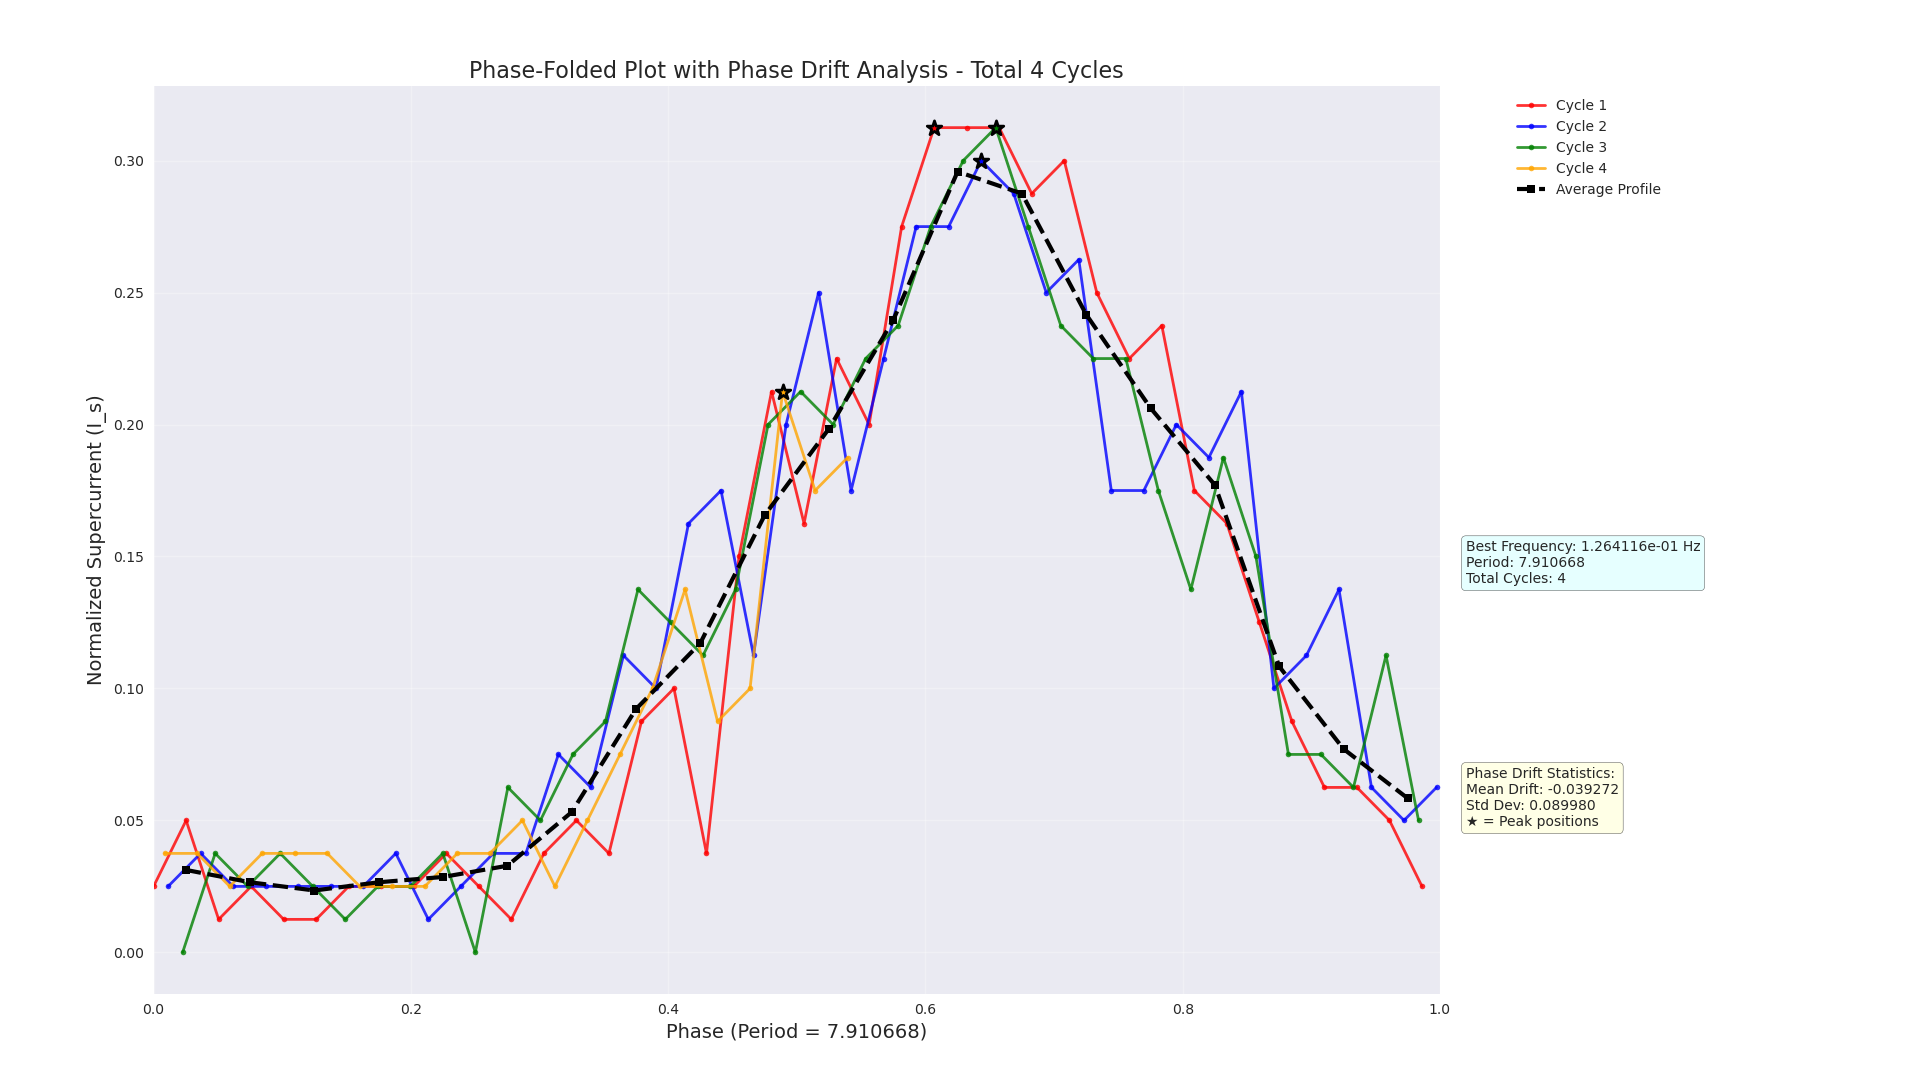 Phase-Folded Plot with Phase Drift Analysis - Total 4 Cycles
Cycle 1
Cycle 2
Cycle 3
Cycle 4
Average Profile
Normalized Supercurrent (I_s)
0.30
0.25
0.20
0.15
0.10
0.05
0.00
0.0
0.2
0.4
0.6
0.8
1.0
Phase (Period = 7.910668)
Best Frequency: 1.264116e-01 Hz
Period: 7.910668
Total Cycles: 4
Phase Drift Statistics:
Mean Drift: -0.039272
Std Dev: 0.089980
★ = Peak positions